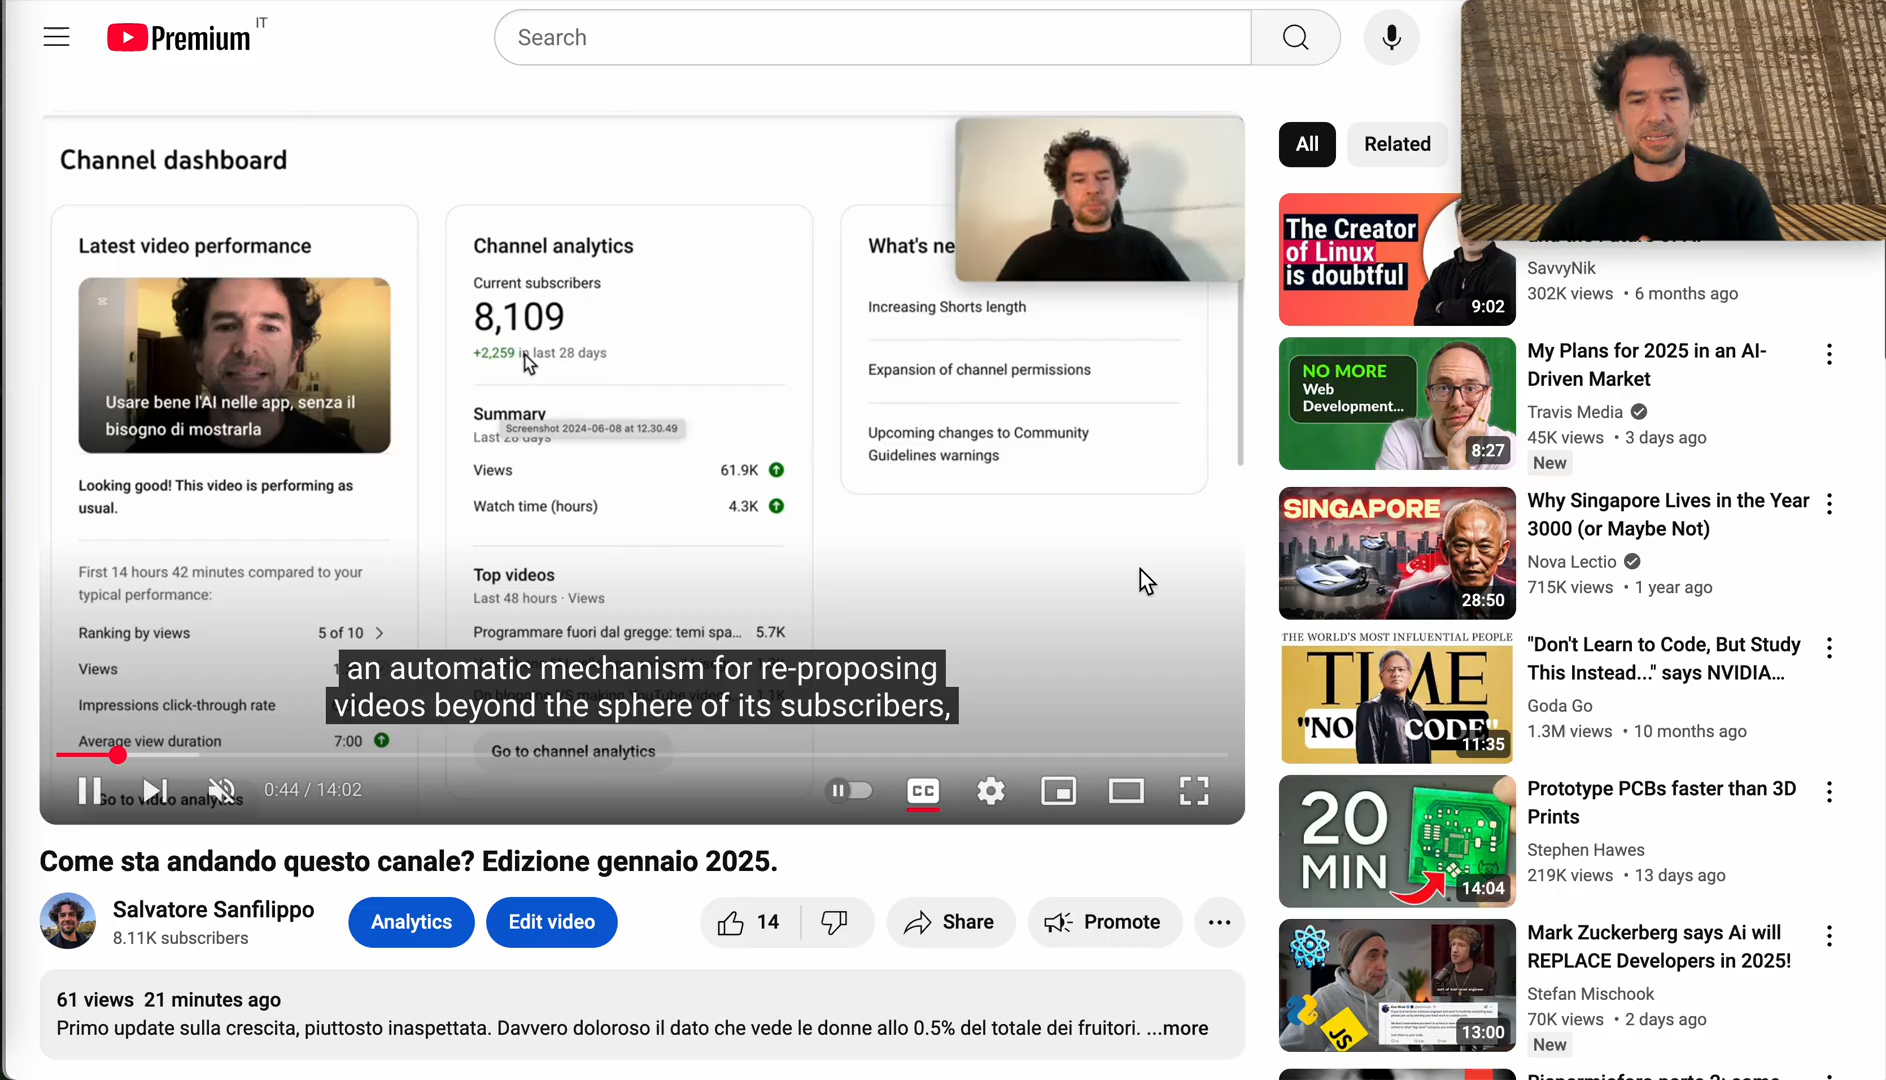 Premium
IT
Search
Channel dashboard
Latest video performance
Usare bene l'AI nelle app, senza il
bisogno di mostrarla
Looking good! This video is performing as
usual.
First 14 hours 42 minutes compared to your
typical performance:
Ranking by views 5 of 10
Views
Impressions click-through rate
Average view duration 7:00
Go to video analytics
Channel analytics
Current subscribers
8,109
+2,259 in last 28 days
Summary
Last 28 days
Screenshot 2024-06-08 at 12.30.49
Views 61.9K
Watch time (hours) 4.3K
Top videos
Last 48 hours · Views
Programmare fuori dal gregge: temi spa... 5.7K
Go to channel analytics
What's ne
Increasing Shorts length
Expansion of channel permissions
Upcoming changes to Community
Guidelines warnings
an automatic mechanism for re-proposing
videos beyond the sphere of its subscribers,
0:44 / 14:02
CC
Come sta andando questo canale? Edizione gennaio 2025.
Salvatore Sanfilippo
8.11K subscribers
Analytics
Edit video
14
Share
Promote
61 views 21 minutes ago
Primo update sulla crescita, piuttosto inaspettata. Davvero doloroso il dato che vede le donne allo 0.5% del totale dei fruitori. ...more
All
Related
The Creator
of Linux
is doubtful
9:02
SavvyNik
302K views • 6 months ago
NO MORE
Web
Development...
8:27
My Plans for 2025 in an AI-
Driven Market
Travis Media
45K views • 3 days ago
New
SINGAPORE
28:50
Why Singapore Lives in the Year
3000 (or Maybe Not)
Nova Lectio
715K views • 1 year ago
THE WORLD'S MOST INFLUENTIAL PEOPLE
TIME
"NO CODE"
11:35
"Don't Learn to Code, But Study
This Instead..." says NVIDIA...
Goda Go
1.3M views • 10 months ago
20
MIN
14:04
Prototype PCBs faster than 3D
Prints
Stephen Hawes
219K views • 13 days ago
JS
13:00
Mark Zuckerberg says Ai will
REPLACE Developers in 2025!
Stefan Mischook
70K views • 2 days ago
New